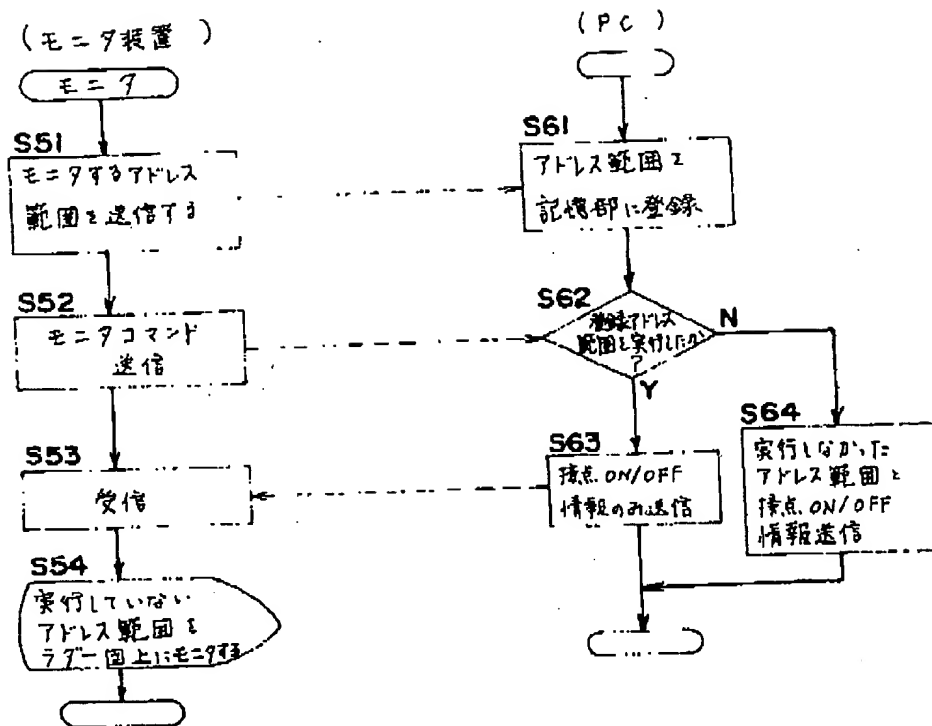 (モニタ装置)
モニタ
S51
モニタするアドレス
範囲を送信する
S52
モニタコマンド
送信
S53
受信
S54
実行していない
アドレス範囲を
ラダー図上にモニタする
(PC)
S61
アドレス範囲を
記憶部に登録
S62
登録アドレス
範囲を実行したか
?
N
Y
S63
接点 ON/OFF
情報のみ送信
S64
実行しなかった
アドレス範囲と
接点 ON/OFF
情報送信